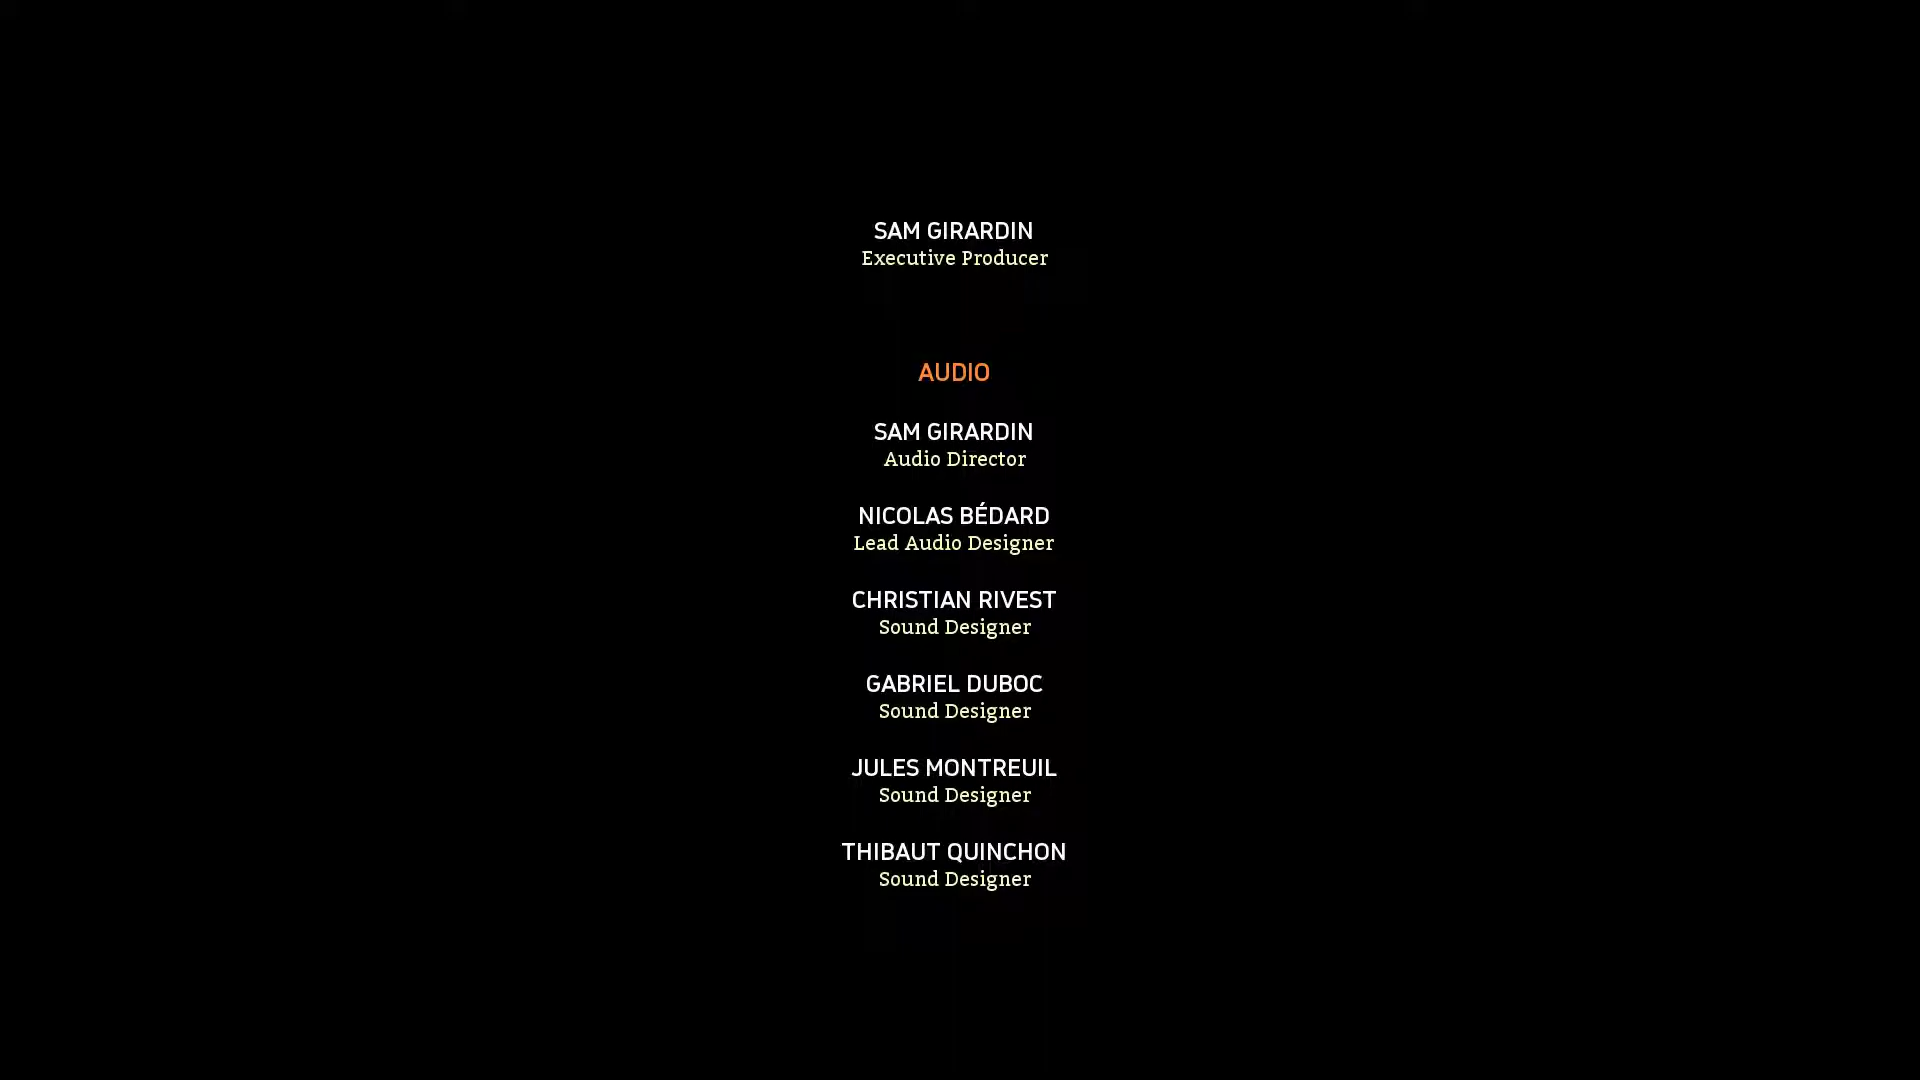 SAM GIRARDIN
Executive Producer
AUDIO
SAM GIRARDIN
Audio Director
NICOLAS BÉDARD
Lead Audio Designer
CHRISTIAN RIVEST
Sound Designer
GABRIEL DUBOC
Sound Designer
JULES MONTREUIL
Sound Designer
THIBAUT QUINCHON
Sound Designer